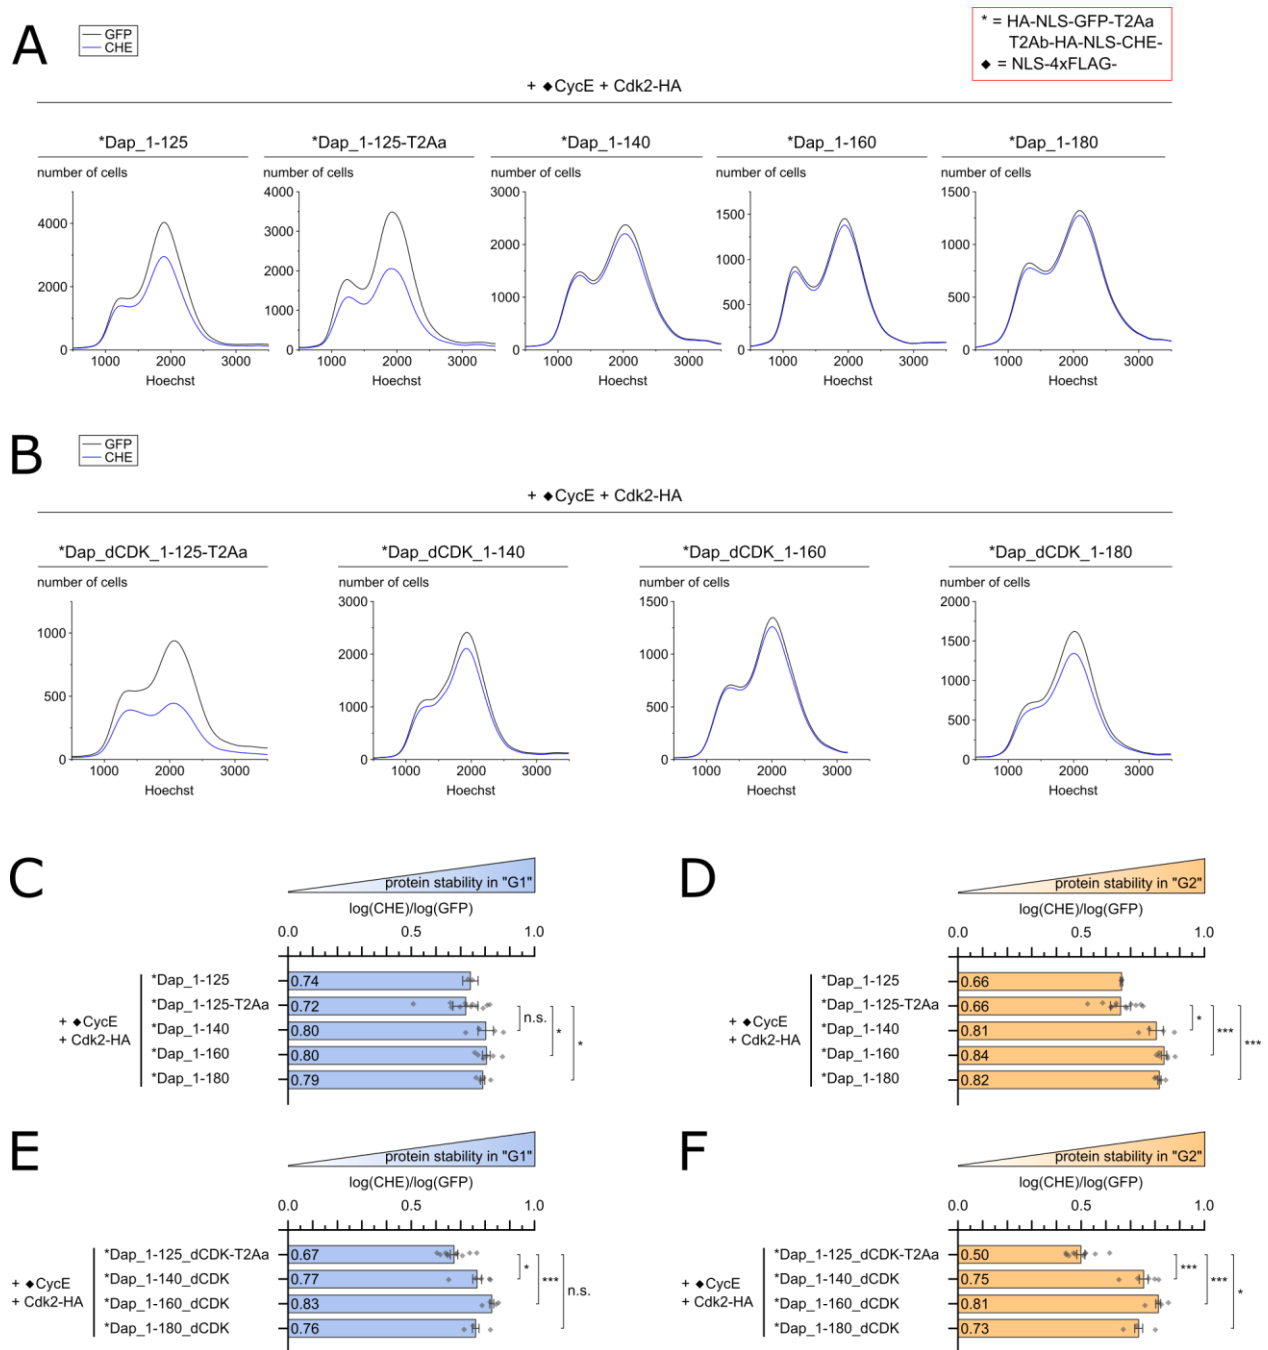 A
GFP
CHE
* = HA-NLS-GFP-T2Aa
T2Ab-HA-NLS-CHE-
◆ = NLS-4xFLAG-
+ ◆CycE + Cdk2-HA
*Dap_1-125 *Dap_1-125-T2Aa *Dap_1-140 *Dap_1-160 *Dap_1-180
number of cells number of cells number of cells number of cells number of cells
4000 2000 0
4000 3500 3000 2500 2000 1500 1000 500 0
3000 2000 1000 0
1500 1000 500 0
1500 1000 500 0
1000 2000 3000 1000 2000 3000 1000 2000 3000 1000 2000 3000 1000 2000 3000
Hoechst Hoechst Hoechst Hoechst Hoechst
B
GFP
CHE
+ ◆CycE + Cdk2-HA
*Dap_dCDK_1-125-T2Aa *Dap_dCDK_1-140 *Dap_dCDK_1-160 *Dap_dCDK_1-180
number of cells number of cells number of cells number of cells
1000 500 0
3000 2000 1000 0
1500 1000 500 0
2000 1500 1000 500 0
1000 2000 3000 1000 2000 3000 1000 2000 3000 1000 2000 3000
Hoechst Hoechst Hoechst Hoechst
C
protein stability in "G1"
log(CHE)/log(GFP)
0.0 0.5 1.0
+ ◆CycE
+ Cdk2-HA
*Dap_1-125 0.74
*Dap_1-125-T2Aa 0.72
*Dap_1-140 0.80
*Dap_1-160 0.80
*Dap_1-180 0.79
n.s. * *
D
protein stability in "G2"
log(CHE)/log(GFP)
0.0 0.5 1.0
+ ◆CycE
+ Cdk2-HA
*Dap_1-125 0.66
*Dap_1-125-T2Aa 0.66
*Dap_1-140 0.81
*Dap_1-160 0.84
*Dap_1-180 0.82
* *** ***
E
protein stability in "G1"
log(CHE)/log(GFP)
0.0 0.5 1.0
+ ◆CycE
+ Cdk2-HA
*Dap_1-125_dCDK-T2Aa 0.67
*Dap_1-140_dCDK 0.77
*Dap_1-160_dCDK 0.83
*Dap_1-180_dCDK 0.76
* *** n.s.
F
protein stability in "G2"
log(CHE)/log(GFP)
0.0 0.5 1.0
+ ◆CycE
+ Cdk2-HA
*Dap_1-125_dCDK-T2Aa 0.50
*Dap_1-140_dCDK 0.75
*Dap_1-160_dCDK 0.81
*Dap_1-180_dCDK 0.73
*** *** *